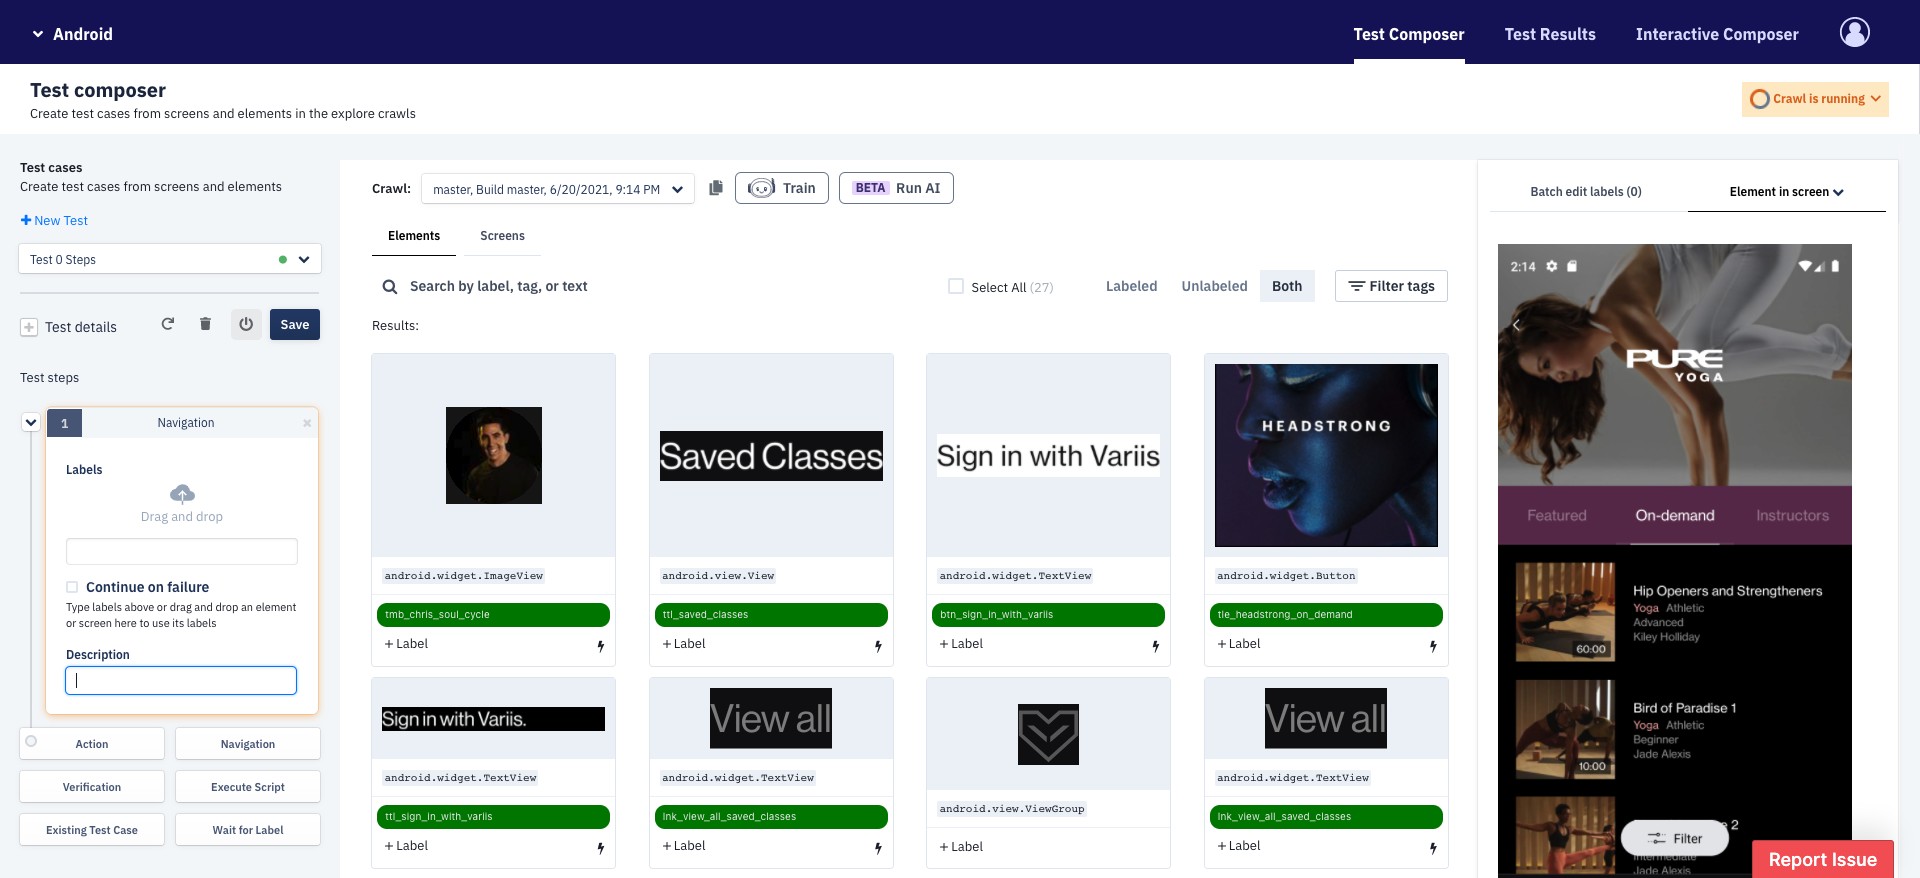 Android
Test Composer
Test Results
Interactive Composer
Test composer
Create test cases from screens and elements in the explore crawls
Crawl is running
Test cases
Create test cases from screens and elements
+ New Test
Test 0 Steps
Test details
Save
Test steps
1
Navigation
×
Labels
Drag and drop
Continue on failure
Type labels above or drag and drop an element
or screen here to use its labels
Description
Action
Navigation
Verification
Execute Script
Existing Test Case
Wait for Label
Crawl:
master, Build master, 6/20/2021, 9:14 PM
Train
BETA Run AI
Elements
Screens
Search by label, tag, or text
Select All (27)
Labeled
Unlabeled
Both
Filter tags
Results:
Saved Classes
Sign in with Variis
HEADSTRONG
android.widget.ImageView
android.view.View
android.widget.TextView
android.widget.Button
tmb_chris_soul_cycle
ttl_saved_classes
btn_sign_in_with_variis
tle_headstrong_on_demand
+ Label
+ Label
+ Label
+ Label
Sign in with Variis.
View all
View all
android.widget.TextView
android.widget.TextView
android.view.ViewGroup
android.widget.TextView
ttl_sign_in_with_variis
lnk_view_all_saved_classes
lnk_view_all_saved_classes
+ Label
+ Label
+ Label
+ Label
Batch edit labels (0)
Element in screen
2:14
PURE
YOGA
Featured
On-demand
Instructors
Hip Openers and Strengtheners
Yoga Athletic
Advanced
Kiley Holliday
60:00
Bird of Paradise 1
Yoga Athletic
Beginner
Jade Alexis
10:00
2
Filter
Intermediate
Jade Alexis
Report Issue